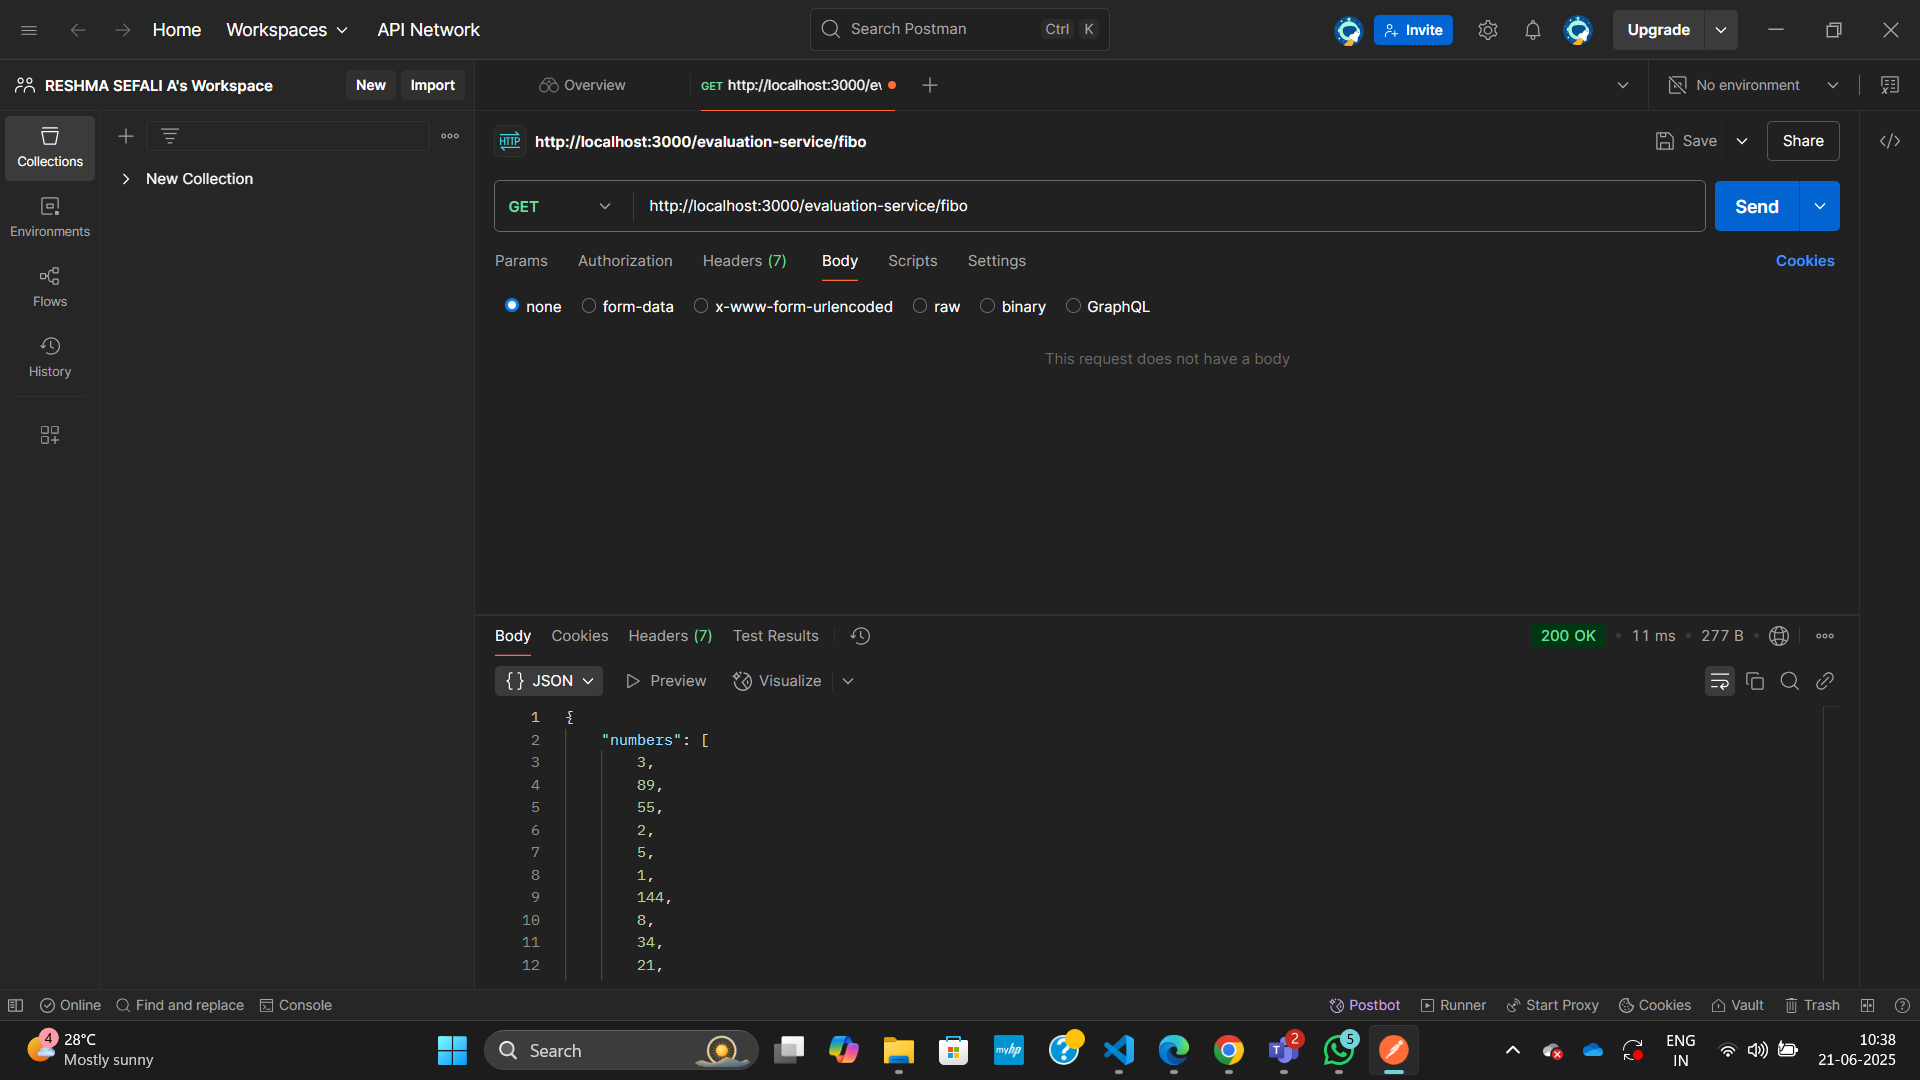 Home Workspaces API Network Search Postman Ctrl K Invite Upgrade
RESHMA SEFALI A's Workspace New Import Overview GET http://localhost:3000/ev No environment
Collections
Environments
Flows
History
New Collection
HTTP http://localhost:3000/evaluation-service/fibo Save Share
GET http://localhost:3000/evaluation-service/fibo Send
Params Authorization Headers (7) Body Scripts Settings Cookies
none form-data x-www-form-urlencoded raw binary GraphQL
This request does not have a body
Body Cookies Headers (7) Test Results 200 OK • 11 ms • 277 B •
{} JSON Preview Visualize
1 {
2 "numbers": [
3 3,
4 89,
5 55,
6 2,
7 5,
8 1,
9 144,
10 8,
11 34,
12 21,
Online Find and replace Console Postbot Runner Start Proxy Cookies Vault Trash
4 28°C
Mostly sunny
Search
myhp
2
5
ENG
IN
10:38
21-06-2025